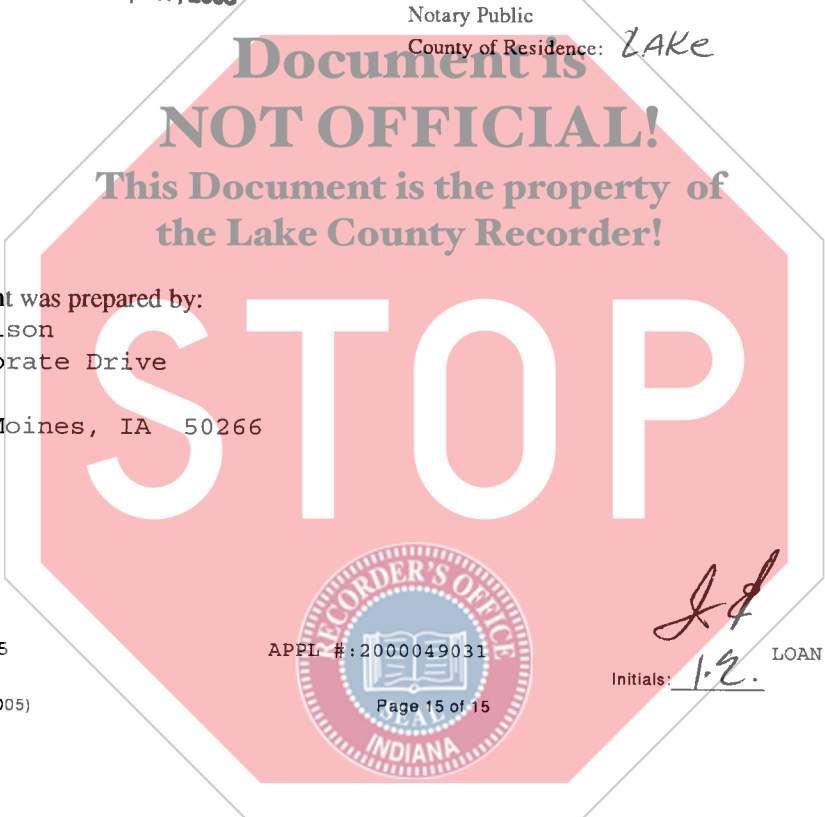 Notary Public
County of Residence: LAKe
Document is
NOT OFFICIAL!
This Document is the property of
the Lake County Recorder!
nt was prepared by:
lson
orate Drive
Moines, IA 50266
STOP
RECORDER'S OFFICE
SEAL
INDIANA
APPL #:2000049031
LOAN
Initials:
Page 15 of 15
005)